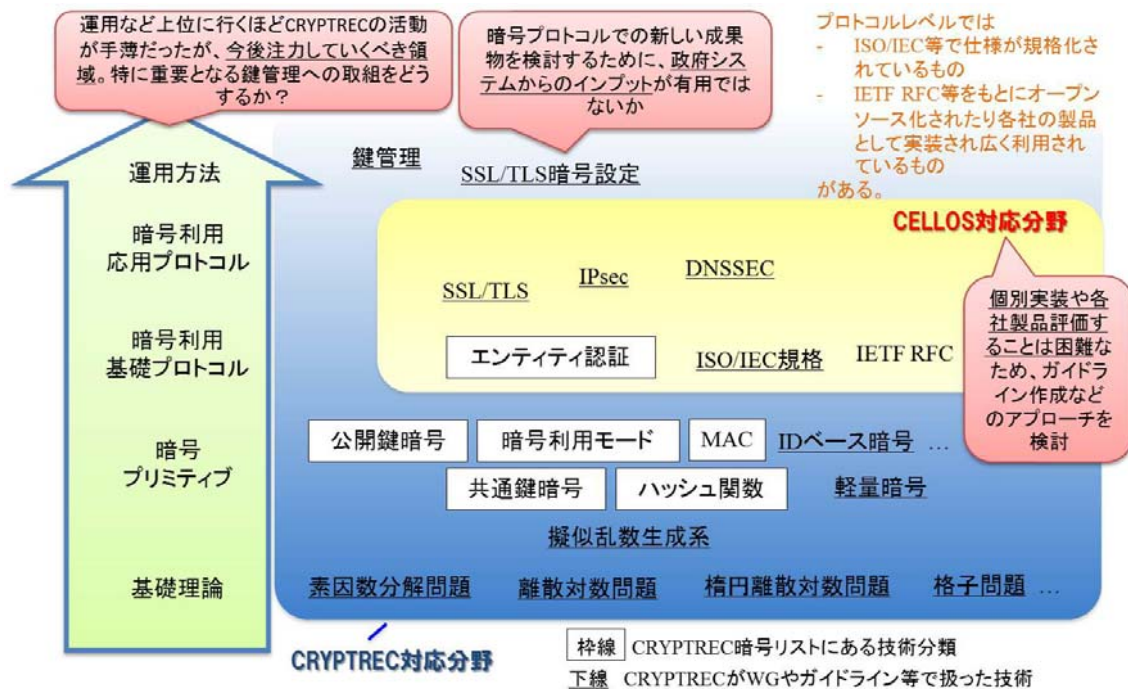 運用など上位に行くほどCRYPTRECの活動
が手薄だったが、今後注力していくべき領
域。特に重要となる鍵管理への取組をどう
するか？
暗号プロトコルでの新しい成果
物を検討するために、政府シス
テムからのインプットが有用では
ないか
プロトコルレベルでは
- ISO/IEC等で仕様が規格化さ
れているもの
- IETF RFC等をもとにオープン
ソース化されたり各社の製品
として実装され広く利用され
ているもの
がある。
運用方法
鍵管理
SSL/TLS暗号設定
CELLOS対応分野
暗号利用
応用プロトコル
SSL/TLS
IPsec
DNSSEC
個別実装や各
社製品評価す
ることは困難な
ため、ガイドラ
イン作成など
のアプローチを
検討
暗号利用
基礎プロトコル
エンティティ認証
ISO/IEC規格
IETF RFC
暗号
プリミティブ
公開鍵暗号
暗号利用モード
MAC
IDベース暗号 …
共通鍵暗号
ハッシュ関数
軽量暗号
擬似乱数生成系
基礎理論
素因数分解問題
離散対数問題
楕円離散対数問題
格子問題 …
CRYPTREC対応分野
枠線 CRYPTREC暗号リストにある技術分類
下線 CRYPTRECがWGやガイドライン等で扱った技術